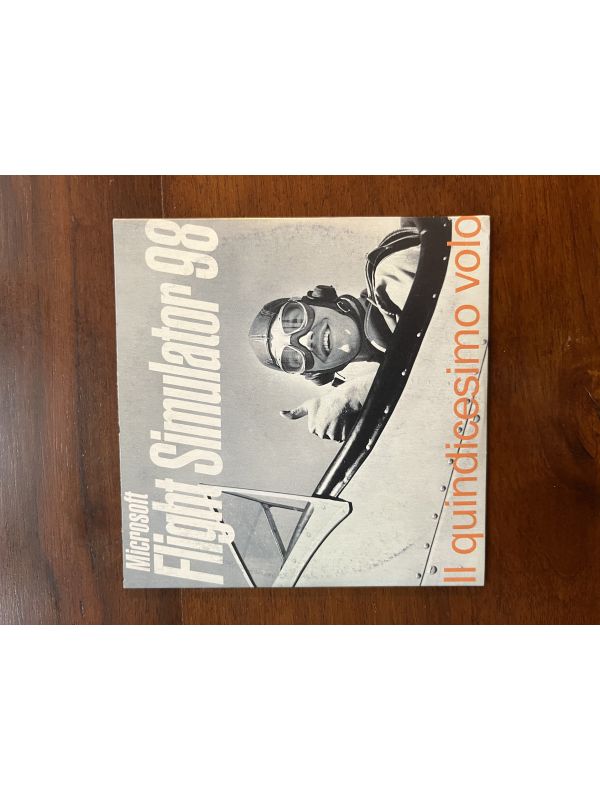 Microsoft
Flight Simulator 98
Il quindicesimo volo